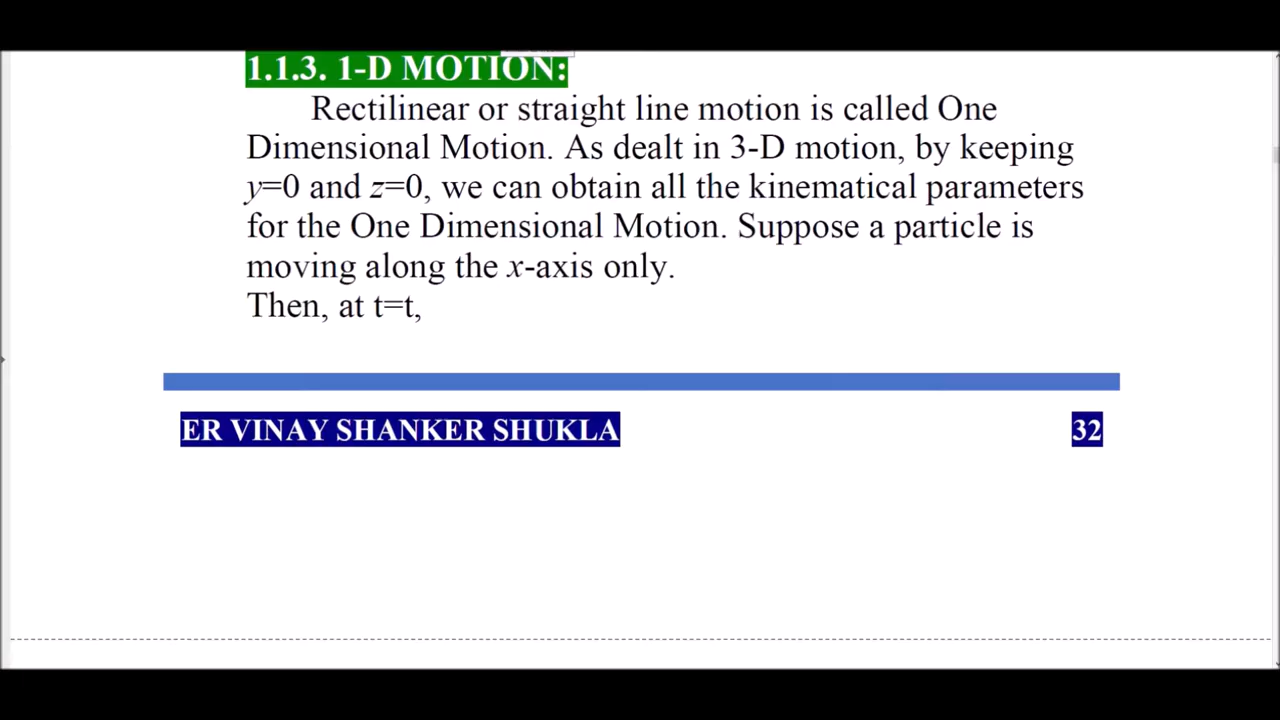 1.1.3. 1-D MOTION:
Rectilinear or straight line motion is called One
Dimensional Motion. As dealt in 3-D motion, by keeping
y=0 and z=0, we can obtain all the kinematical parameters
for the One Dimensional Motion. Suppose a particle is
moving along the x-axis only.
Then, at t=t,
ER VINAY SHANKER SHUKLA 32